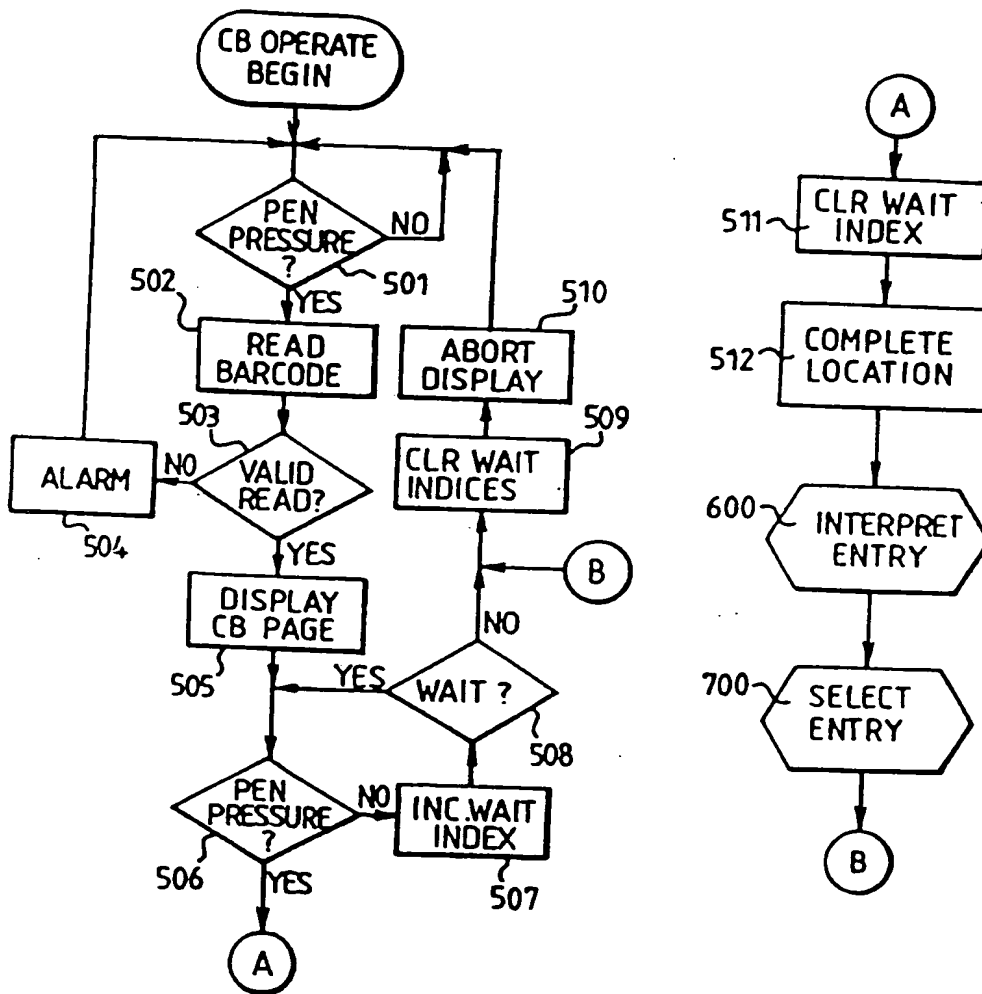 CB OPERATE
BEGIN
PEN
PRESSURE
?
NO
501
YES
502
READ
BARCODE
503
VALID
READ?
NO
ALARM
504
YES
DISPLAY
CB PAGE
505
PEN
PRESSURE
?
506
NO
YES
A
INC.WAIT
INDEX
507
WAIT ?
508
YES
NO
B
CLR WAIT
INDICES
509
ABORT
DISPLAY
510
A
CLR WAIT
INDEX
511
COMPLETE
LOCATION
512
INTERPRET
ENTRY
600
SELECT
ENTRY
700
B